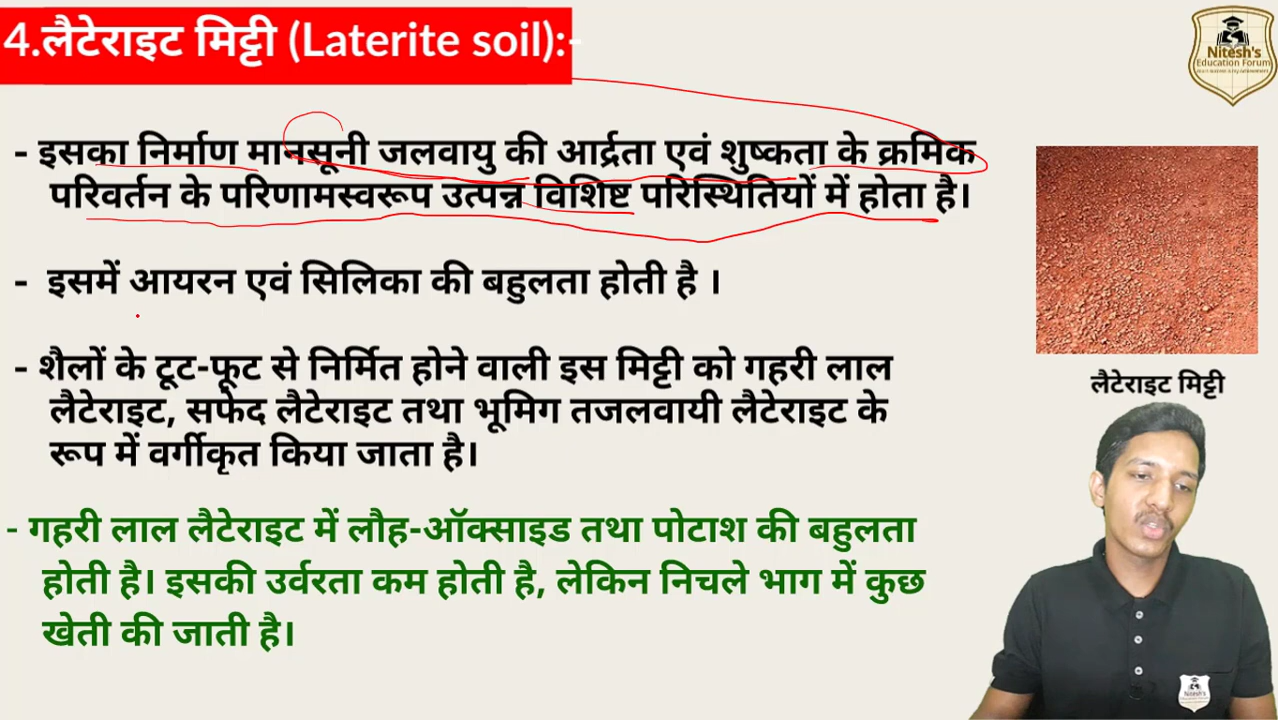 4.लैटेराइट मिट्टी (Laterite soil):-
Nitesh's
Education Forum
- इसका निर्माण मानसूनी जलवायु की आर्द्रता एवं शुष्कता के क्रमिक
परिवर्तन के परिणामस्वरूप उत्पन्न विशिष्ट परिस्थितियों में होता है।
- इसमें आयरन एवं सिलिका की बहुलता होती है ।
- शैलों के टूट-फूट से निर्मित होने वाली इस मिट्टी को गहरी लाल
लैटेराइट, सफेद लैटेराइट तथा भूमिग तजलवायी लैटेराइट के
रूप में वर्गीकृत किया जाता है।
लैटेराइट मिट्टी
- गहरी लाल लैटेराइट में लौह-ऑक्साइड तथा पोटाश की बहुलता
होती है। इसकी उर्वरता कम होती है, लेकिन निचले भाग में कुछ
खेती की जाती है।
Nitesh's